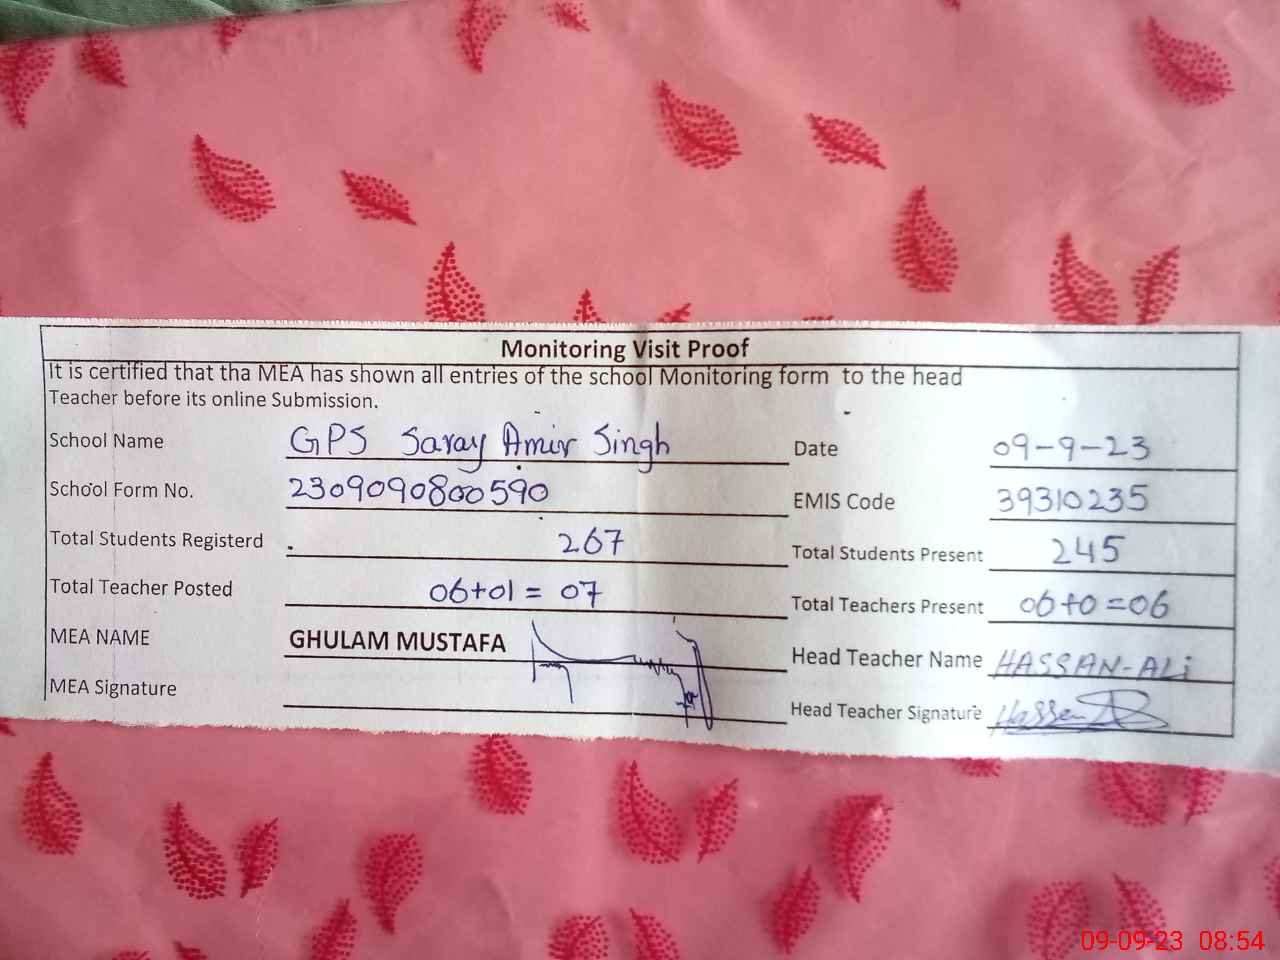 Monitoring Visit Proof
It is certified that tha MEA has shown all entries of the school Monitoring form to the head
Teacher before its online Submission.
School Name GPS Saray Amir Singh Date 09-9-23
School Form No. 2309090800590 EMIS Code 39310235
Total Students Registerd 267 Total Students Present 245
Total Teacher Posted 06+01 = 07 Total Teachers Present 06+0=06
MEA NAME GHULAM MUSTAFA Head Teacher Name HASSAN-ALi
MEA Signature Head Teacher Signature Hassan
09-09-23 08:54